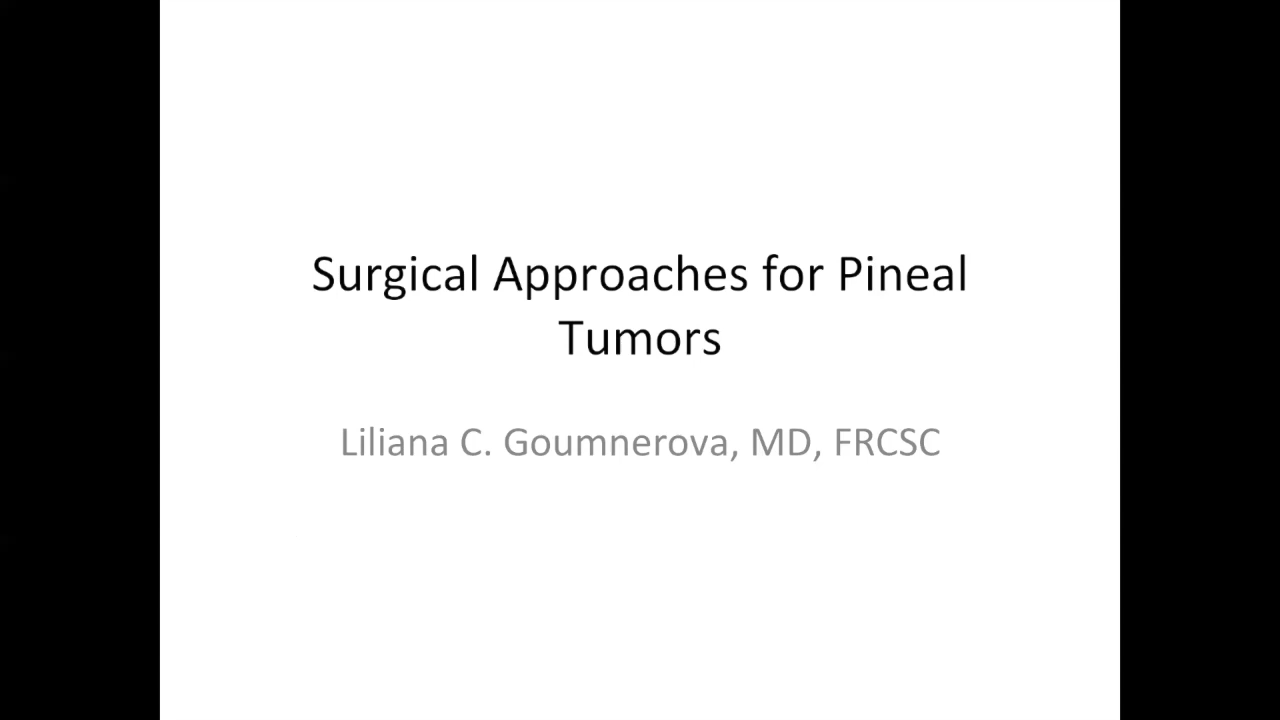 Surgical Approaches for Pineal
Tumors
Liliana C. Goumnerova, MD, FRCSC